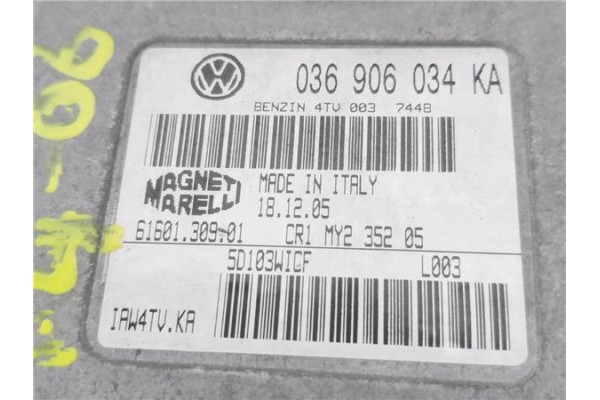 036 906 034 KA
BENZIN 4TV 003 7448
MAGNETI
MARELLI
MADE IN ITALY
18.12.05
61601.309.01 CR1 MY2 352 05
5D103WICF L003
IAW4TV.KA
-06